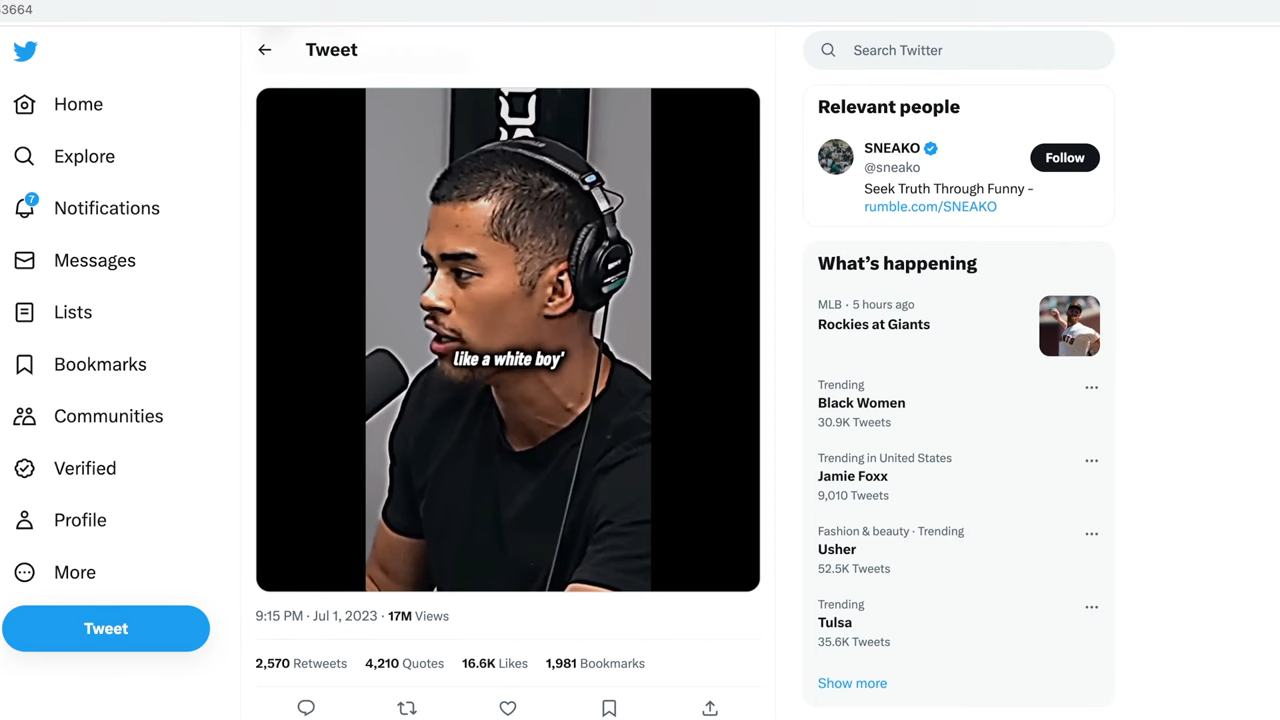 3664
Home
Explore
7
Notifications
Messages
Lists
Bookmarks
Communities
Verified
Profile
More
Tweet
Tweet
like a white boy'
SONY
9:15 PM · Jul 1, 2023 · 17M Views
2,570 Retweets 4,210 Quotes 16.6K Likes 1,981 Bookmarks
Search Twitter
Relevant people
SNEAKO
@sneako
Follow
Seek Truth Through Funny -
rumble.com/SNEAKO
What's happening
MLB · 5 hours ago
Rockies at Giants
Trending
Black Women
30.9K Tweets
Trending in United States
Jamie Foxx
9,010 Tweets
Fashion & beauty · Trending
Usher
52.5K Tweets
Trending
Tulsa
35.6K Tweets
Show more